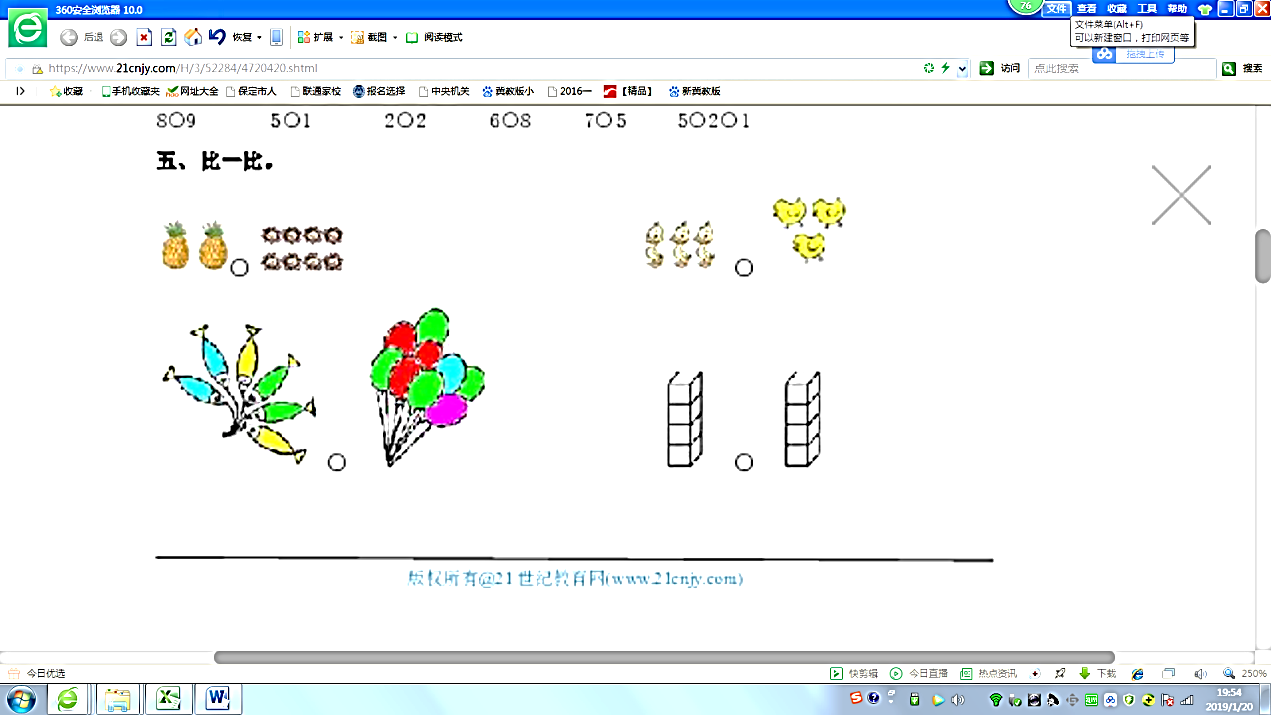 360安全浏览器 10.0
76
文件 查看 收藏 工具 帮助
文件菜单(Alt+F)
可以新建窗口，打印网页等
后退 恢复 扩展 截图 阅读模式
拖拽上传
https://www.21cnjy.com/H/3/52284/4720420.shtml
访问 点此搜索 搜索
收藏 手机收藏夹 网址大全 保定市人 联通家校 报名选择 中央机关 冀教版小 2016一 【精品】 新冀教版
8○9 5○1 2○2 6○8 7○5 5○2○1
五、比一比。
版权所有@21世纪教育网(www.21cnjy.com)
今日优选 快剪辑 今日直播 热点资讯 下载 250%
19:54
2019/1/20